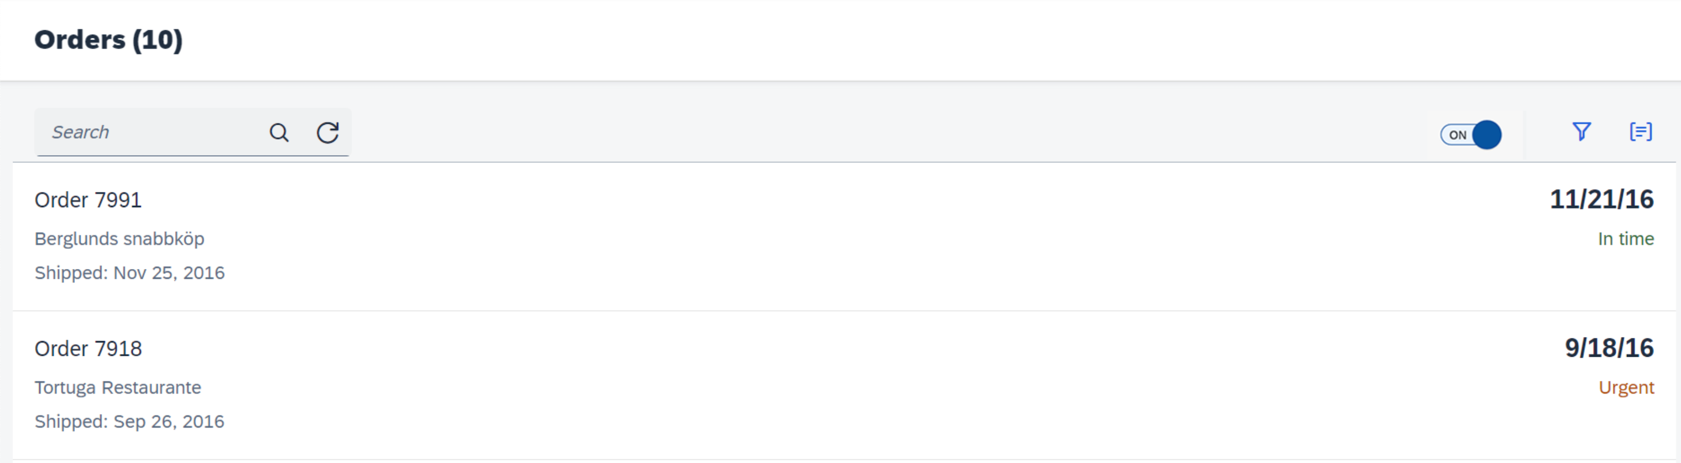 Orders (10)
Search
ON
Order 7991
11/21/16
Berglunds snabbköp
In time
Shipped: Nov 25, 2016
Order 7918
9/18/16
Tortuga Restaurante
Urgent
Shipped: Sep 26, 2016